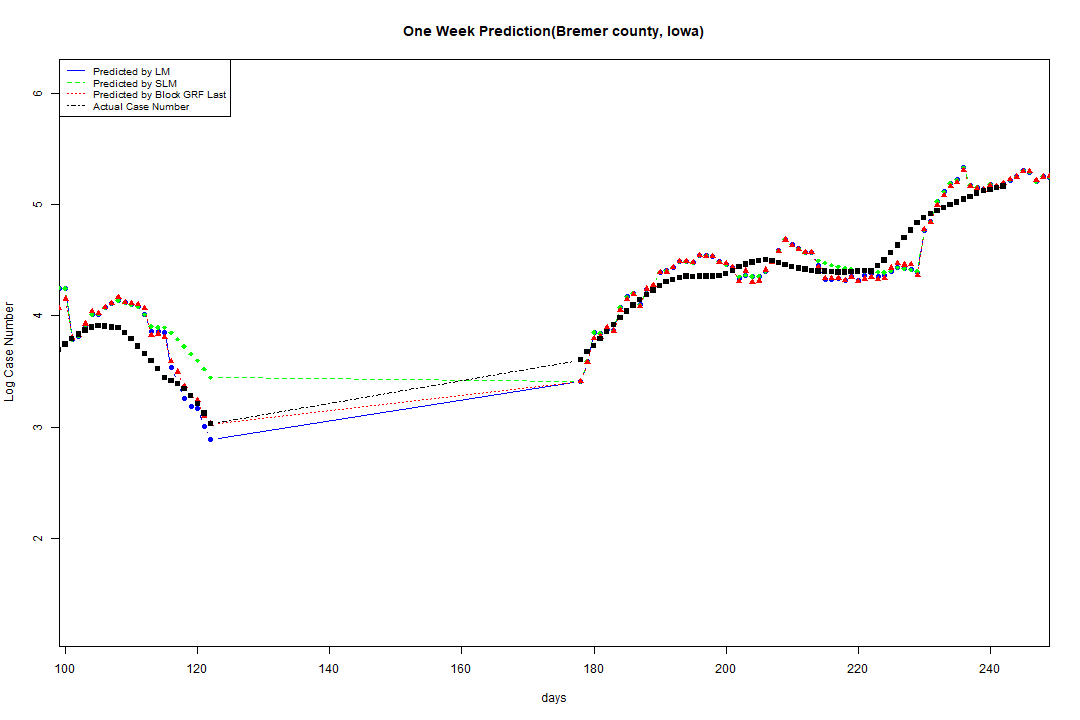 One Week Prediction(Bremer county, Iowa)
Predicted by LM
Predicted by SLM
Predicted by Block GRF Last
Actual Case Number
6
5
4
3
2
Log Case Number
100 120 140 160 180 200 220 240
days